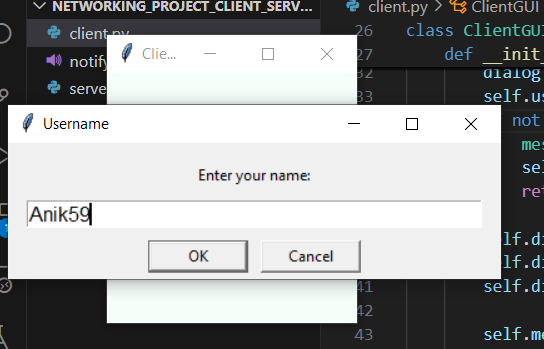 NETWORKING_PROJECT_CLIENT_SERV...
client.py
notify
serve
Clie...
Username
Enter your name:
Anik59
OK
Cancel
client.py > ClientGUI
26 class ClientGUI
27 def __init_
32 dialog
33 self.us
not
mes
sel
ret
self.di
self.di
41 self.di
42
43 self.me